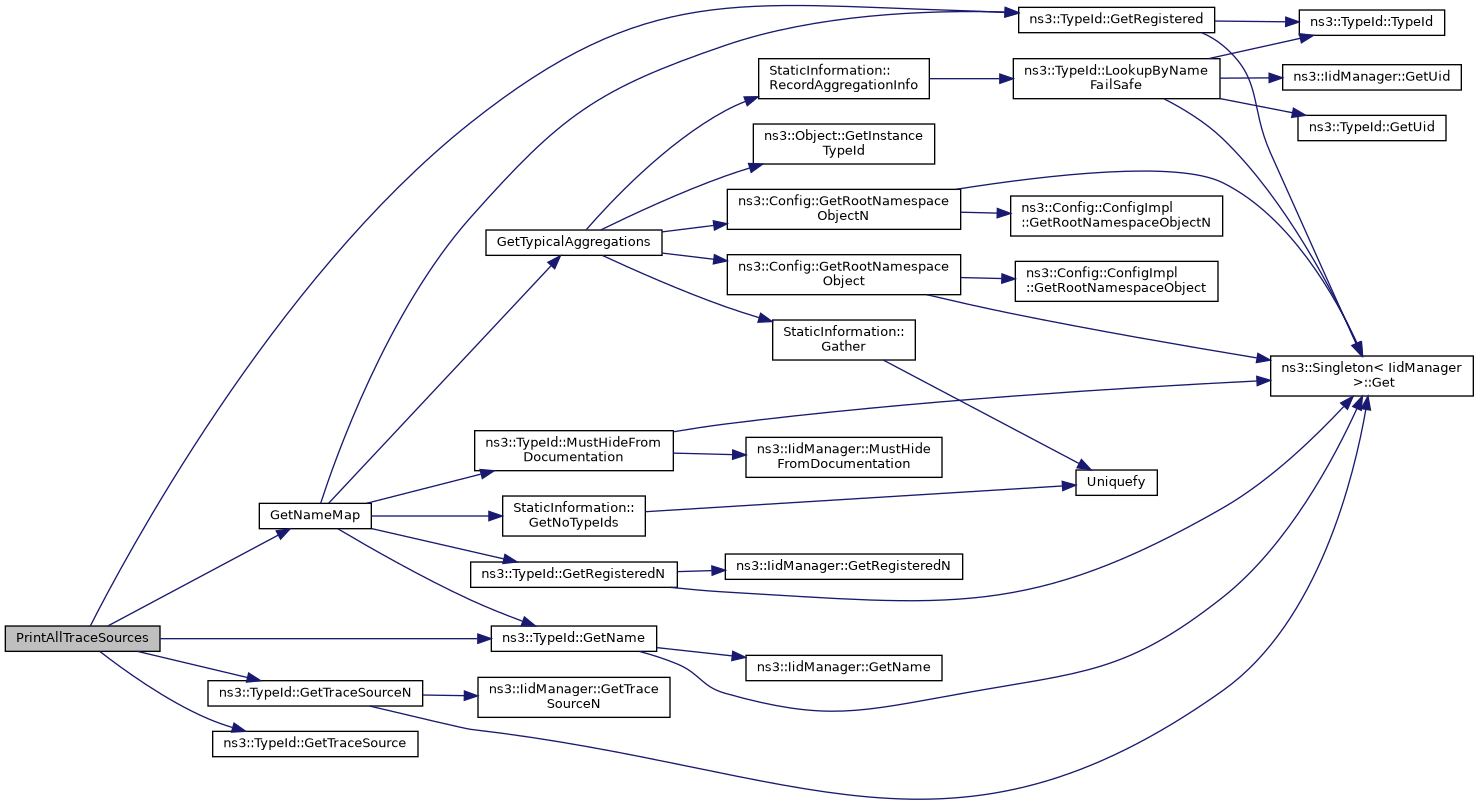 ns3::TypeId::GetRegistered
ns3::TypeId::TypeId
StaticInformation::
RecordAggregationInfo
ns3::TypeId::LookupByName
FailSafe
ns3::IidManager::GetUid
ns3::TypeId::GetUid
ns3::Object::GetInstance
TypeId
ns3::Config::GetRootNamespace
ObjectN
ns3::Config::ConfigImpl
::GetRootNamespaceObjectN
GetTypicalAggregations
ns3::Config::GetRootNamespace
Object
ns3::Config::ConfigImpl
::GetRootNamespaceObject
StaticInformation::
Gather
ns3::Singleton< IidManager
>::Get
ns3::TypeId::MustHideFrom
Documentation
ns3::IidManager::MustHide
FromDocumentation
Uniquefy
GetNameMap
StaticInformation::
GetNoTypeIds
ns3::TypeId::GetRegisteredN
ns3::IidManager::GetRegisteredN
PrintAllTraceSources
ns3::TypeId::GetName
ns3::IidManager::GetName
ns3::TypeId::GetTraceSourceN
ns3::IidManager::GetTrace
SourceN
ns3::TypeId::GetTraceSource